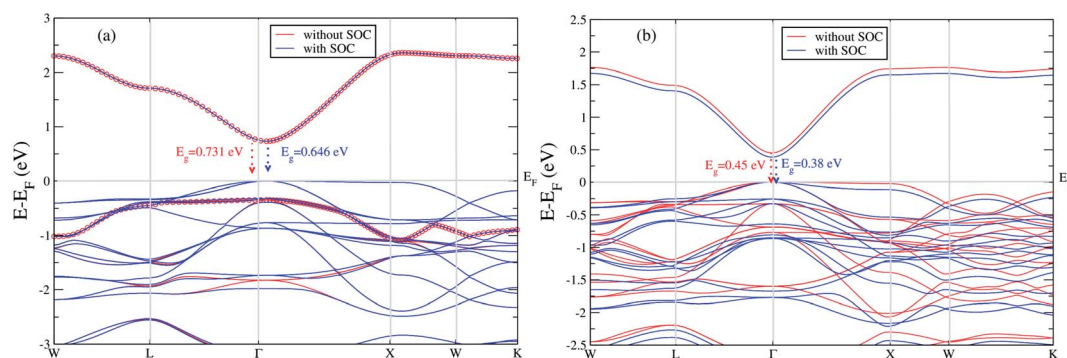 (a)
without SOC
with SOC
3
2
1
0
-1
-2
-3
E-E_F (eV)
E_g=0.731 eV
E_g=0.646 eV
E_F
W
L
Γ
X
W
K
(b)
without SOC
with SOC
2.5
2
1.5
1
0.5
0
-0.5
-1
-1.5
-2
-2.5
E-E_F (eV)
E_g=0.45 eV
E_g=0.38 eV
E
W
L
Γ
X
W
K